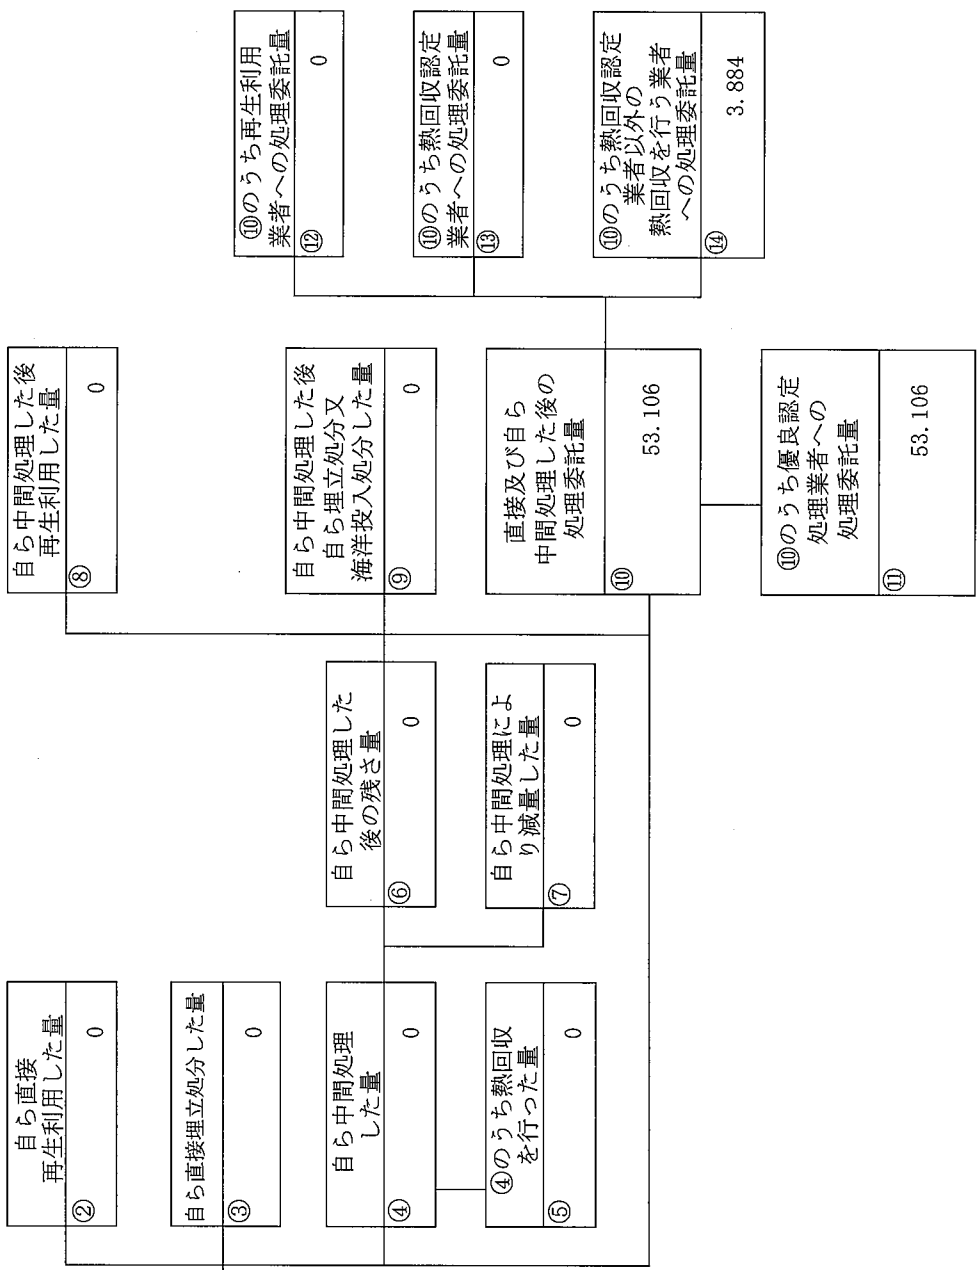 自ら直接
再生利用した量
②
0
自ら直接埋立処分した量
③
0
自ら中間処理
した量
④
0
④のうち熱回収
を行った量
⑤
0
自ら中間処理した
後の残さ量
⑥
0
自ら中間処理によ
り減量した量
⑦
0
自ら中間処理した後
再生利用した量
⑧
0
自ら中間処理した後
自ら埋立処分又
海洋投入処分した量
⑨
0
直接及び自ら
中間処理した後の
処理委託量
⑩
53.106
⑩のうち優良認定
処理業者への
処理委託量
⑪
53.106
⑩のうち再生利用
業者への処理委託量
⑫
0
⑩のうち熱回収認定
業者への処理委託量
⑬
0
⑩のうち熱回収認定
業者以外の
熱回収を行う業者
への処理委託量
⑭
3.884